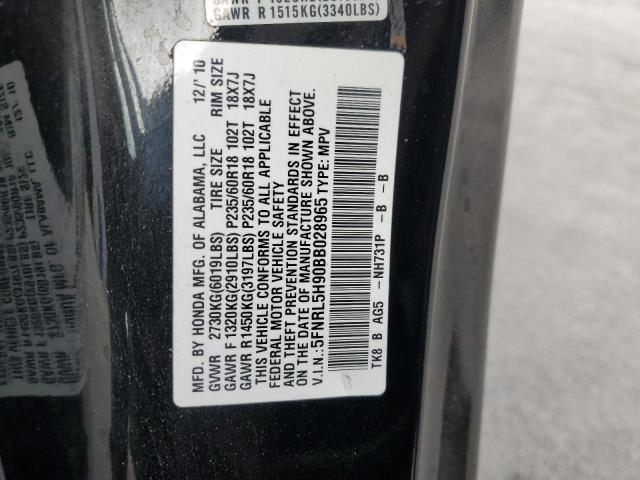 GAWR R 1515KG(3340LBS)
MFD. BY HONDA MFG. OF ALABAMA, LLC 12/'10
GVWR 2730KG(6019LBS) TIRE SIZE RIM SIZE
GAWR F 1320KG(2910LBS) P235/60R18 102T 18X7J
GAWR R1450KG(3197LBS) P235/60R18 102T 18X7J
THIS VEHICLE CONFORMS TO ALL APPLICABLE
FEDERAL MOTOR VEHICLE SAFETY
AND THEFT PREVENTION STANDARDS IN EFFECT
ON THE DATE OF MANUFACTURE SHOWN ABOVE.
V.I.N.:5FNRL5H90BB028965 TYPE: MPV
TK8 B AG5 -NH731P -B -B